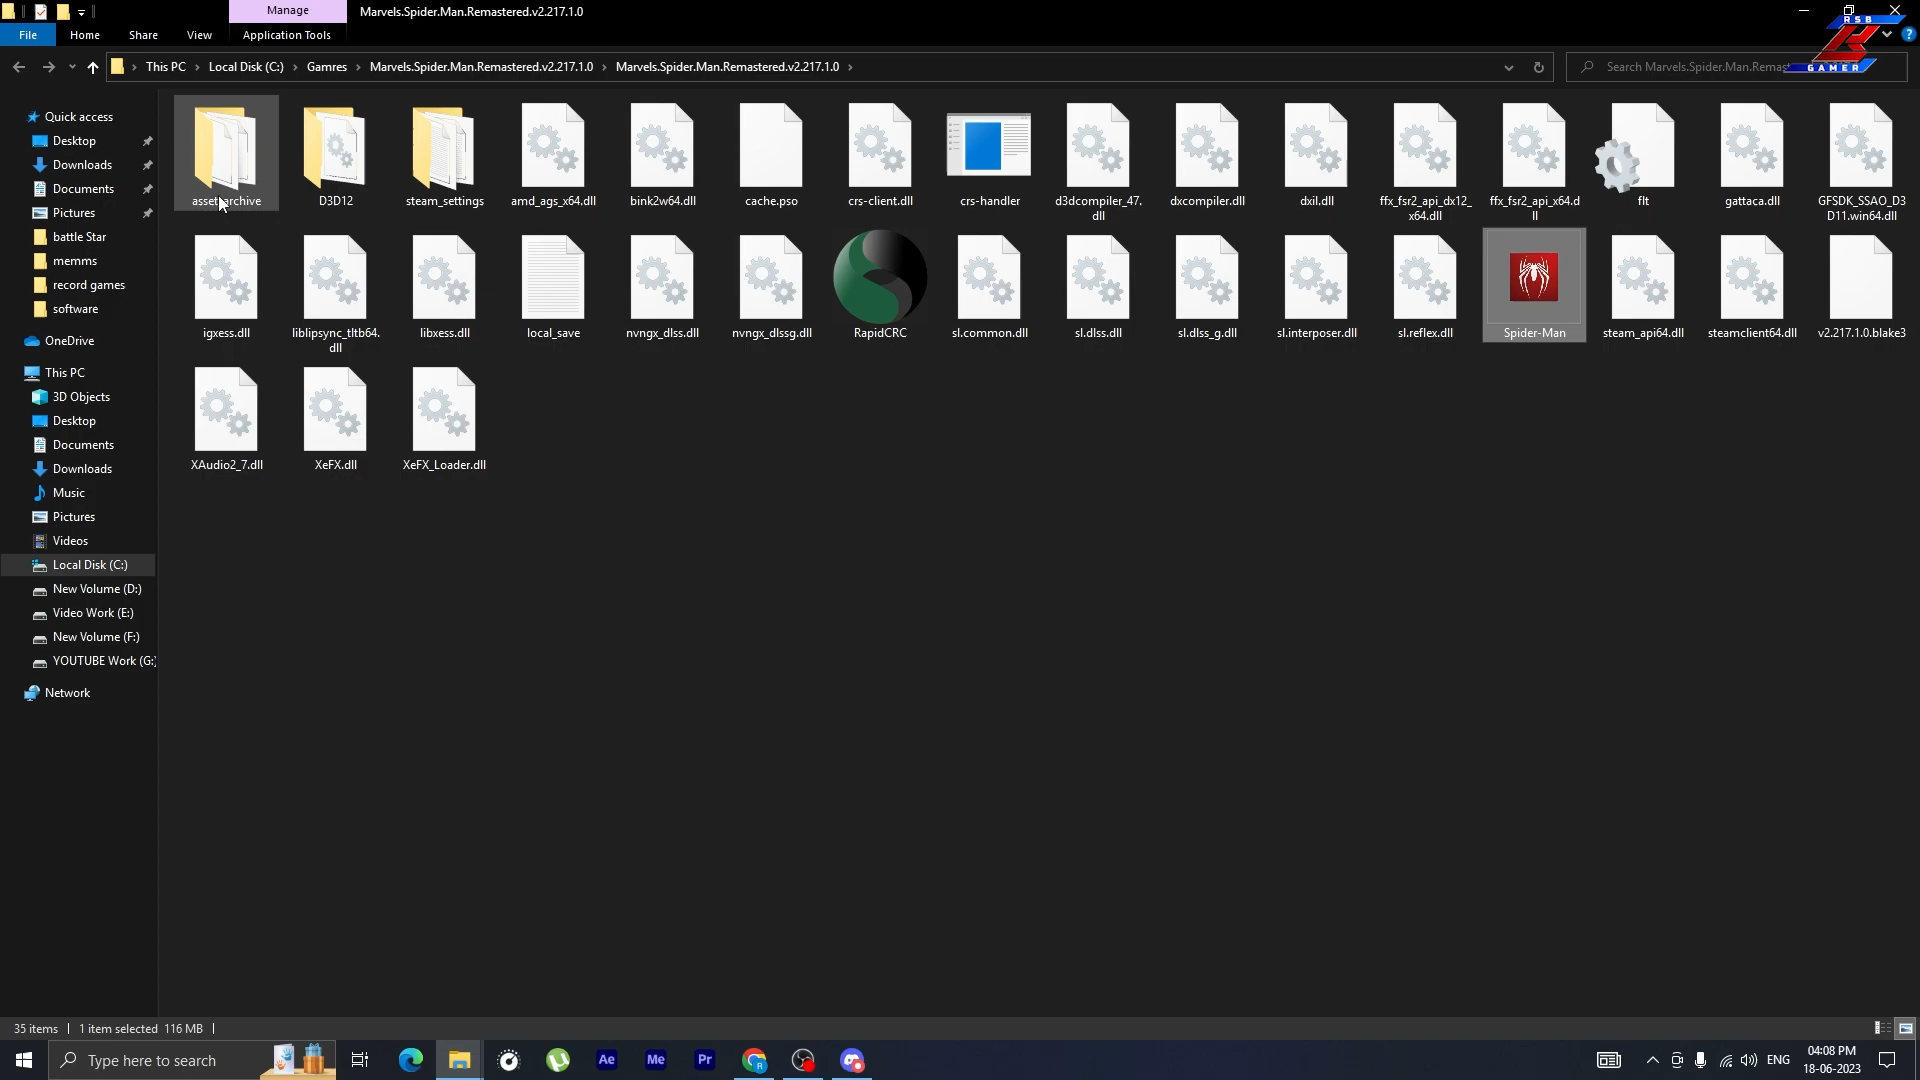 Manage
Marvels.Spider.Man.Remastered.v2.217.1.0
File
Home
Share
View
Application Tools
This PC
Local Disk (C:)
Gamres
Marvels.Spider.Man.Remastered.v2.217.1.0
Marvels.Spider.Man.Remastered.v2.217.1.0
Search Marvels.Spider.Man.Remas
RSB
GAMER
Quick access
Desktop
Downloads
Documents
Pictures
battle Star
memms
record games
software
OneDrive
This PC
3D Objects
Desktop
Documents
Downloads
Music
Pictures
Videos
Local Disk (C:)
New Volume (D:)
Video Work (E:)
New Volume (F:)
YOUTUBE Work (G:)
Network
asset_archive
D3D12
steam_settings
amd_ags_x64.dll
bink2w64.dll
cache.pso
crs-client.dll
crs-handler
d3dcompiler_47.
dll
dxcompiler.dll
dxil.dll
ffx_fsr2_api_dx12_
x64.dll
ffx_fsr2_api_x64.d
ll
flt
gattaca.dll
GFSDK_SSAO_D3
D11.win64.dll
igxess.dll
liblipsync_tltb64.
dll
libxess.dll
local_save
nvngx_dlss.dll
nvngx_dlssg.dll
RapidCRC
sl.common.dll
sl.dlss.dll
sl.dlss_g.dll
sl.interposer.dll
sl.reflex.dll
Spider-Man
steam_api64.dll
steamclient64.dll
v2.217.1.0.blake3
XAudio2_7.dll
XeFX.dll
XeFX_Loader.dll
35 items
1 item selected 116 MB
Type here to search
Ae
Me
Pr
ENG
04:08 PM
18-06-2023